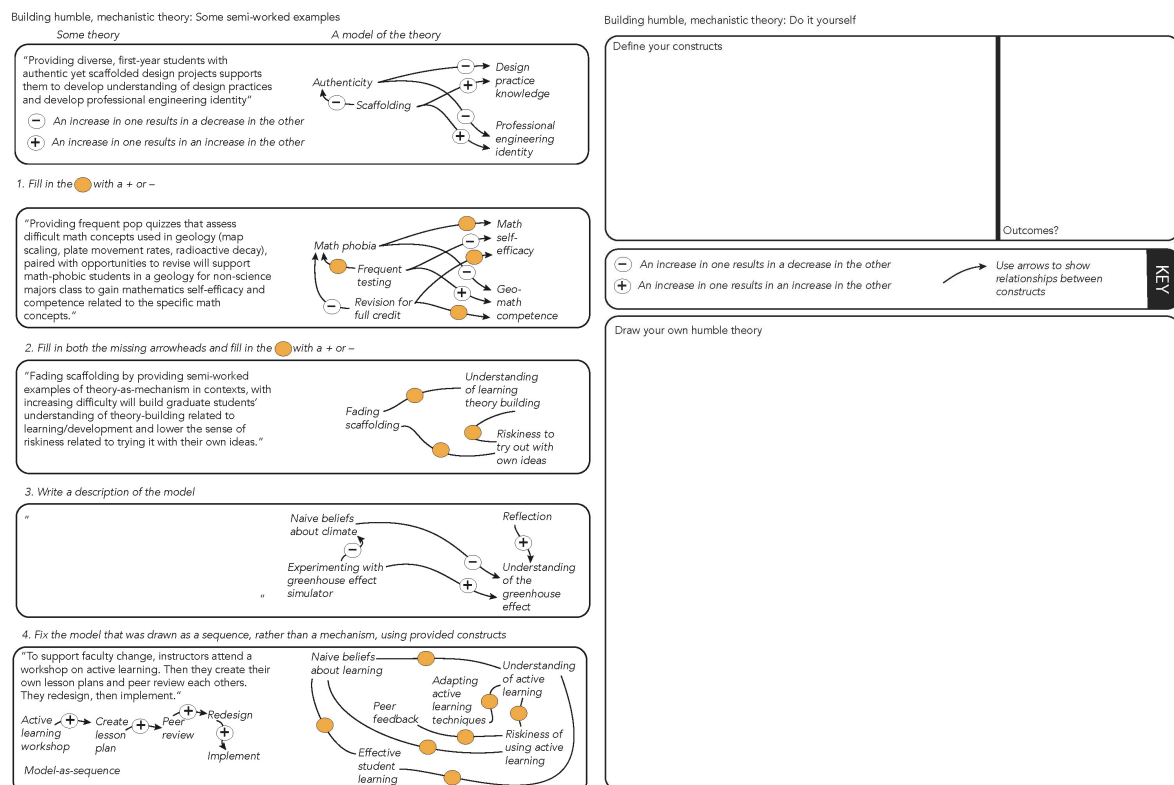 Building humble, mechanistic theory: Some semi-worked examples
Some theory
A model of the theory
“Providing diverse, first-year students with
authentic yet scaffolded design projects supports
them to develop understanding of design practices
and develop professional engineering identity”
− An increase in one results in a decrease in the other
+ An increase in one results in an increase in the other
Authenticity
− Scaffolding
−
+
−
+
Design
practice
knowledge
Professional
engineering
identity
1. Fill in the with a + or –
“Providing frequent pop quizzes that assess
difficult math concepts used in geology (map
scaling, plate movement rates, radioactive decay),
paired with opportunities to revise will support
math-phobic students in a geology for non-science
majors class to gain mathematics self-efficacy and
competence related to the specific math
concepts.”
Math phobia
Frequent
testing
− Revision for
full credit
−
−
+
Math
self-
efficacy
Geo-
math
competence
2. Fill in both the missing arrowheads and fill in the with a + or –
“Fading scaffolding by providing semi-worked
examples of theory-as-mechanism in contexts, with
increasing difficulty will build graduate students’
understanding of theory-building related to
learning/development and lower the sense of
riskiness related to trying it with their own ideas.”
Fading
scaffolding
Understanding
of learning
theory building
Riskiness to
try out with
own ideas
3. Write a description of the model
“
”
Naive beliefs
about climate
−
Experimenting with
greenhouse effect
simulator
−
+
Reflection
+
Understanding
of the
greenhouse
effect
4. Fix the model that was drawn as a sequence, rather than a mechanism, using provided constructs
“To support faculty change, instructors attend a
workshop on active learning. Then they create their
own lesson plans and peer review each others.
They redesign, then implement.”
Active
learning
workshop
+
Create
lesson
plan
+
Peer
review
+
Redesign
+
Implement
Model-as-sequence
Naive beliefs
about learning
Understanding
of active
learning
Adapting
active
learning
techniques
Peer
feedback
Riskiness of
using active
learning
Effective
student
learning
Building humble, mechanistic theory: Do it yourself
Define your constructs
Outcomes?
− An increase in one results in a decrease in the other
+ An increase in one results in an increase in the other
Use arrows to show
relationships between
constructs
KEY
Draw your own humble theory